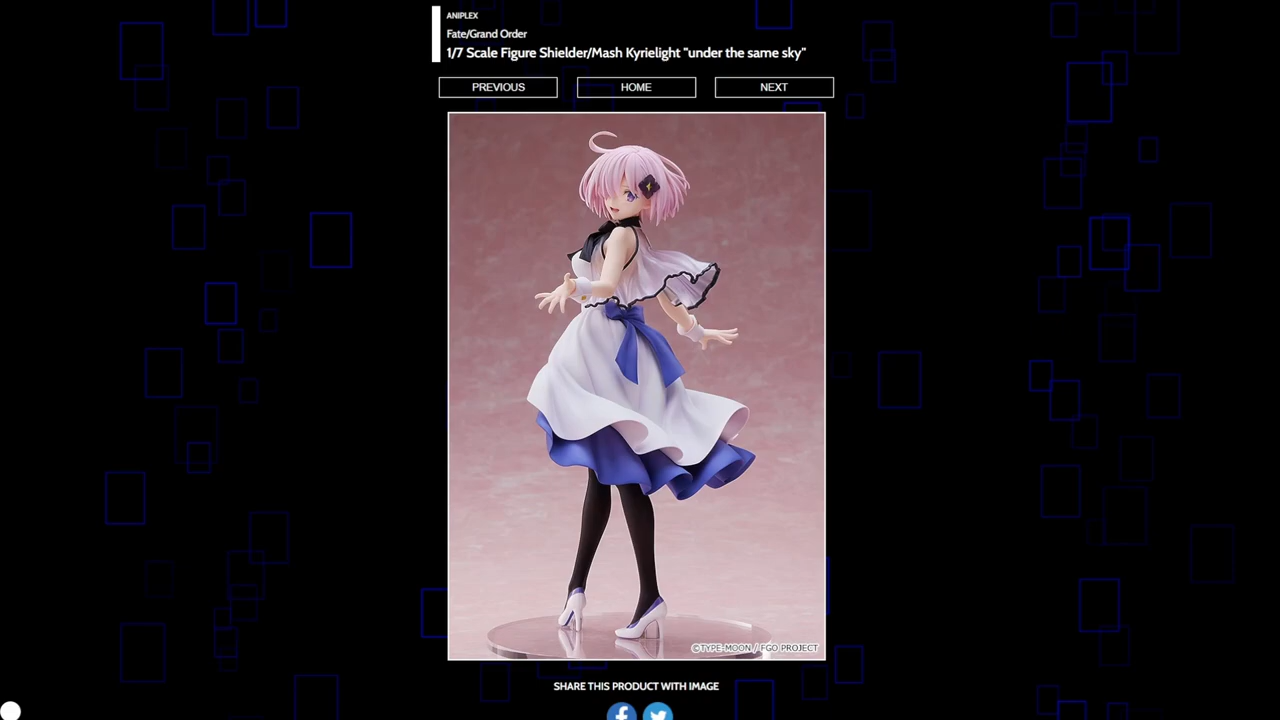 ANIPLEX
Fate/Grand Order
1/7 Scale Figure Shielder/Mash Kyrielight "under the same sky"
PREVIOUS
HOME
NEXT
©TYPE-MOON / FGO PROJECT
SHARE THIS PRODUCT WITH IMAGE